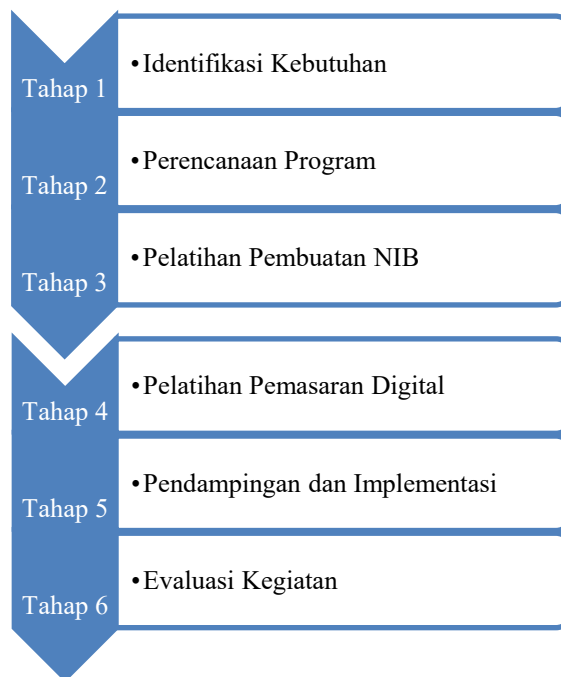 Tahap 1
•Identifikasi Kebutuhan
Tahap 2
•Perencanaan Program
Tahap 3
•Pelatihan Pembuatan NIB
Tahap 4
•Pelatihan Pemasaran Digital
Tahap 5
•Pendampingan dan Implementasi
Tahap 6
•Evaluasi Kegiatan